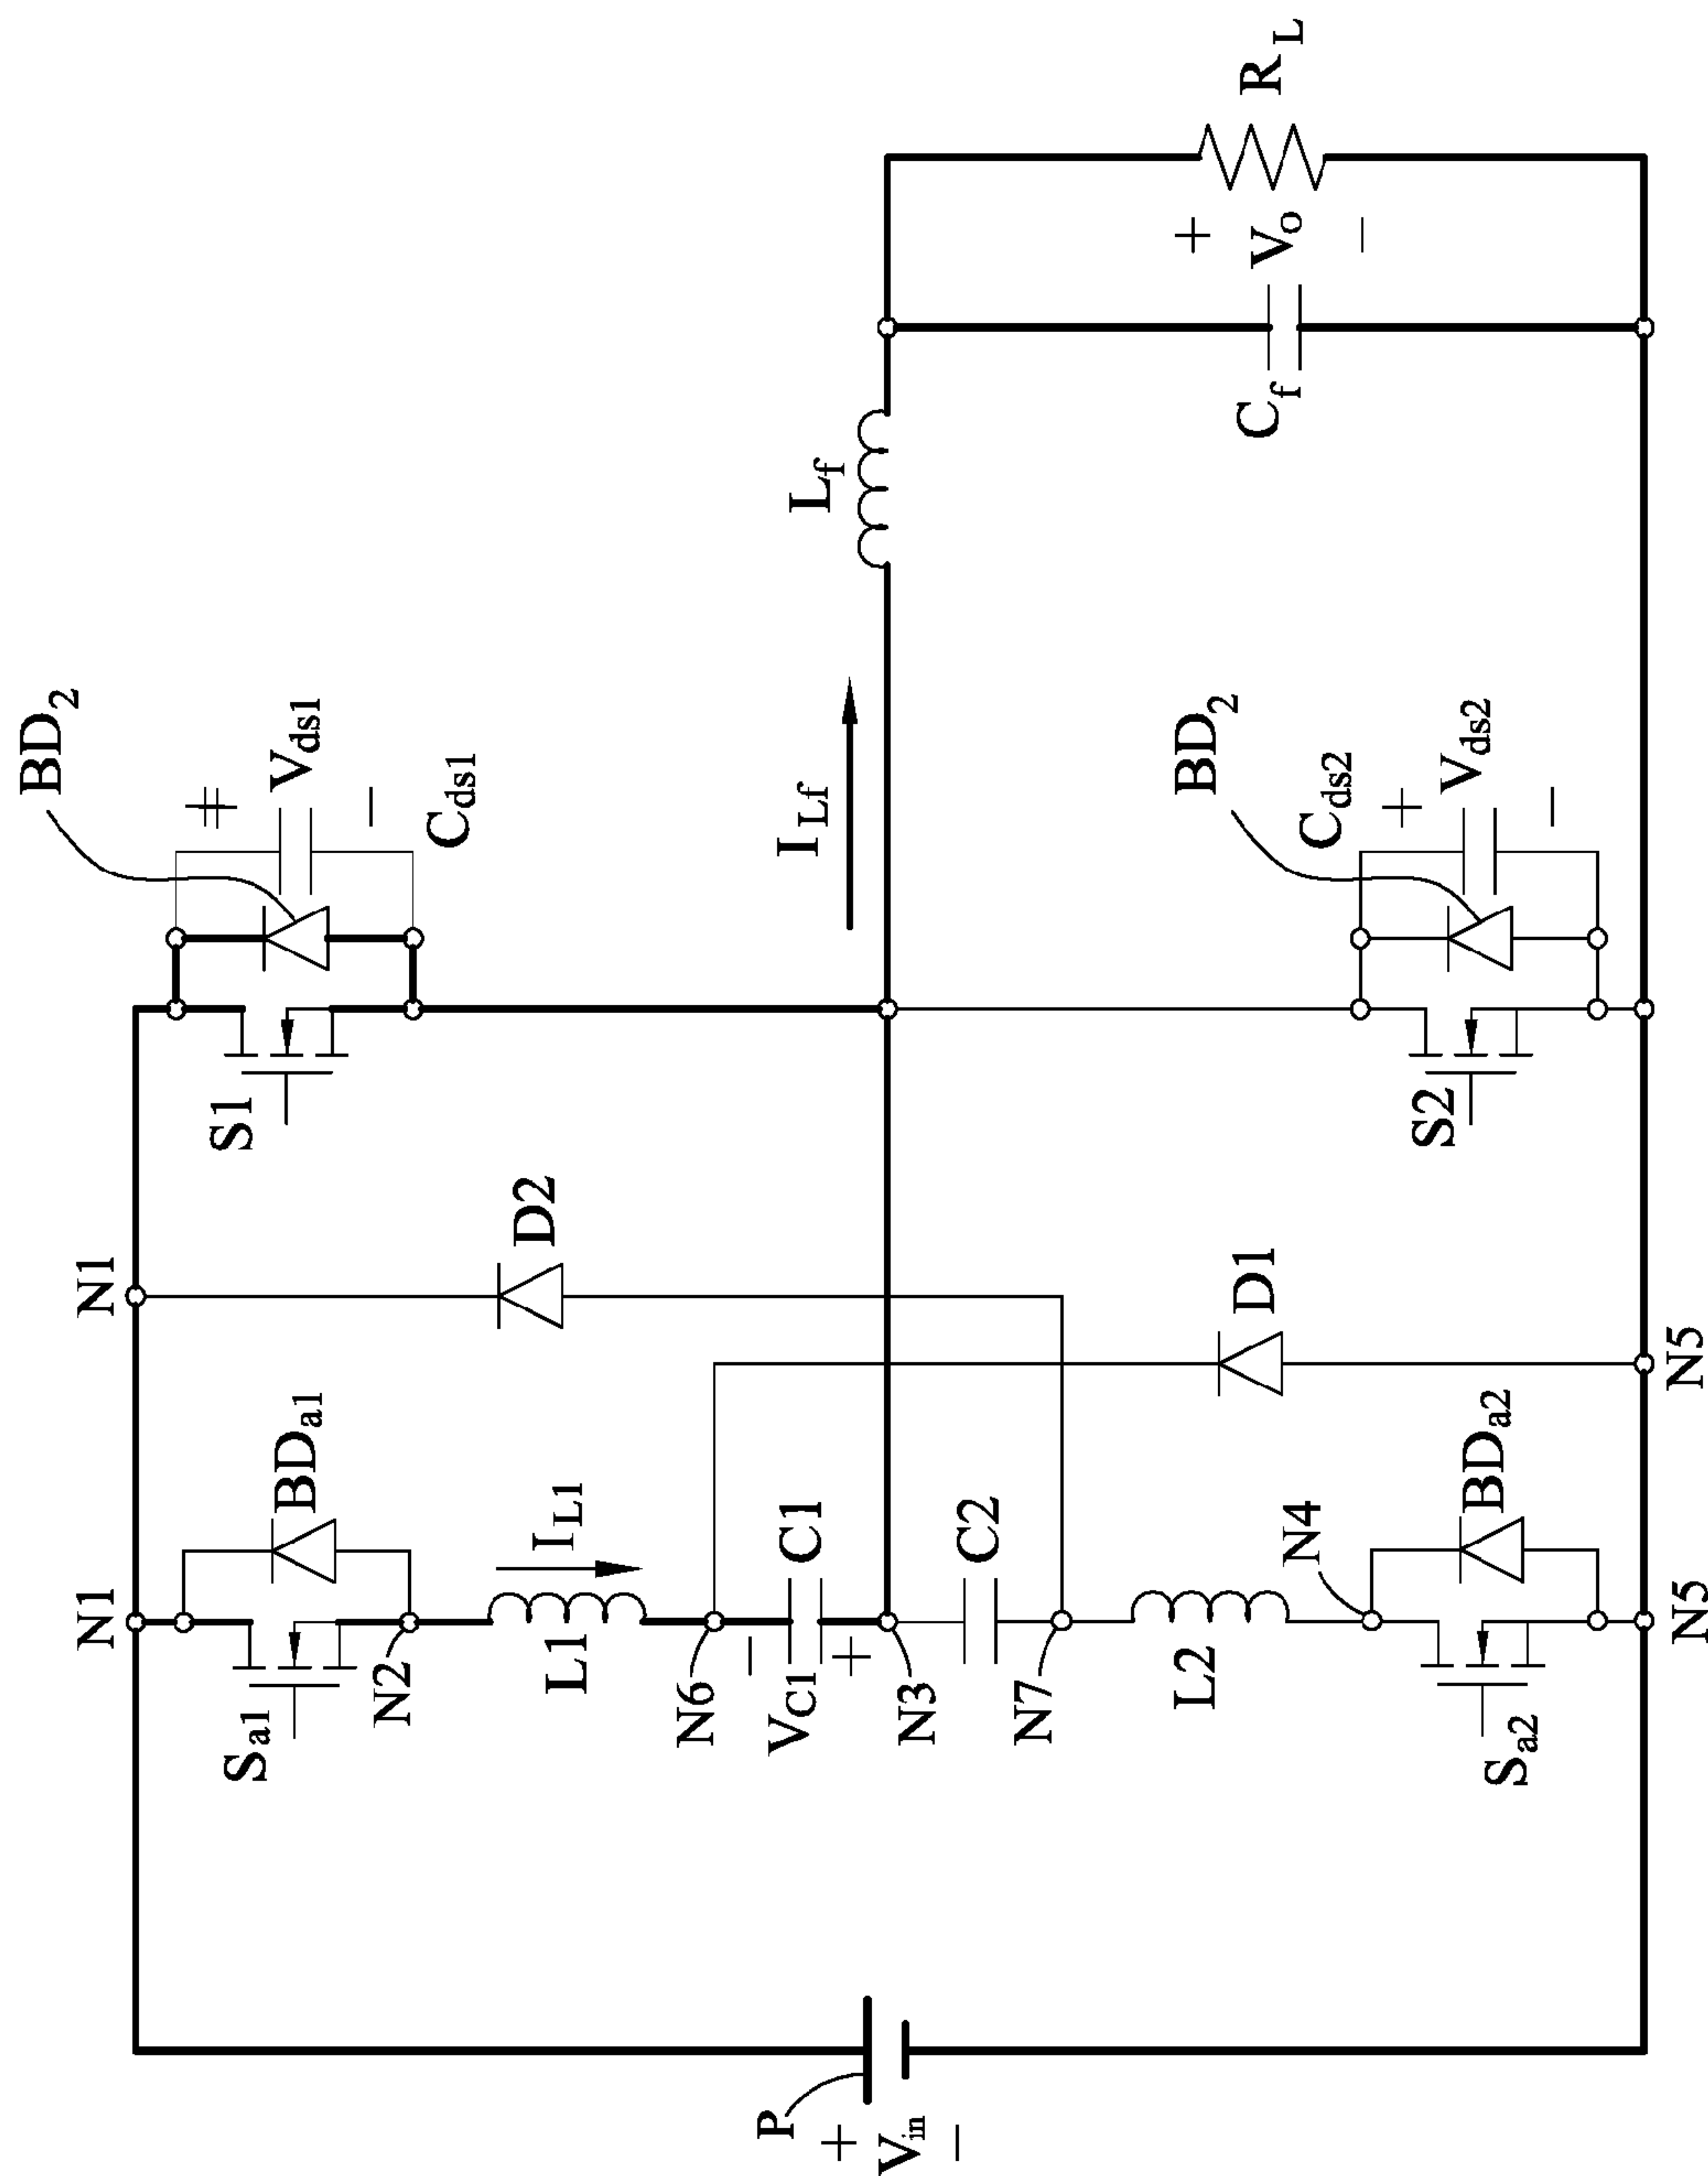 BD2
+ Vds1 −
Cds1
N1
N1
S1
D2
Sa1
BDa1
N2
L1
IL1
ILf
Lf
N6
− VC1 +
C1
N3
C2
N7
L2
N4
D1
BD2
Cds2
+ Vds2 −
S2
Sa2
BDa2
N5
N5
P
+ Vin −
Cf
+ Vo −
RL